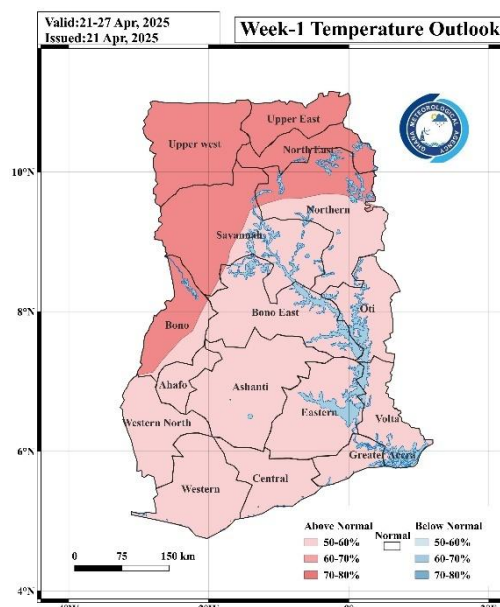 Valid:21-27 Apr, 2025
Issued:21 Apr, 2025
Week-1 Temperature Outlook
GHANA METEOROLOGICAL AGENCY
Upper East
Upper west
North East
10°N
Northern
Savannah
8°N
Bono East
Oti
Bono
Ahafo
Ashanti
Eastern
Western North
Volta
6°N
Greater Accra
Central
Western
Above Normal
Normal
Below Normal
50-60%
50-60%
60-70%
60-70%
70-80%
70-80%
0
75
150 km
4°N